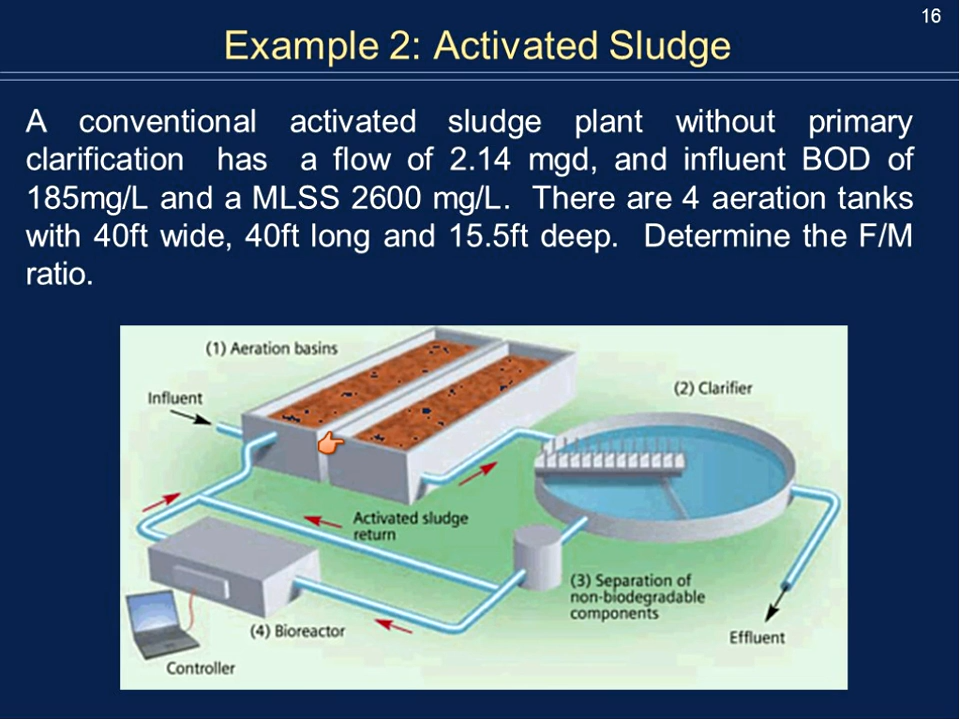 16
Example 2: Activated Sludge
A conventional activated sludge plant without primary
clarification has a flow of 2.14 mgd, and influent BOD of
185mg/L and a MLSS 2600 mg/L. There are 4 aeration tanks
with 40ft wide, 40ft long and 15.5ft deep. Determine the F/M
ratio.
(1) Aeration basins
Influent
(2) Clarifier
Activated sludge
return
(3) Separation of
non-biodegradable
components
(4) Bioreactor
Effluent
Controller